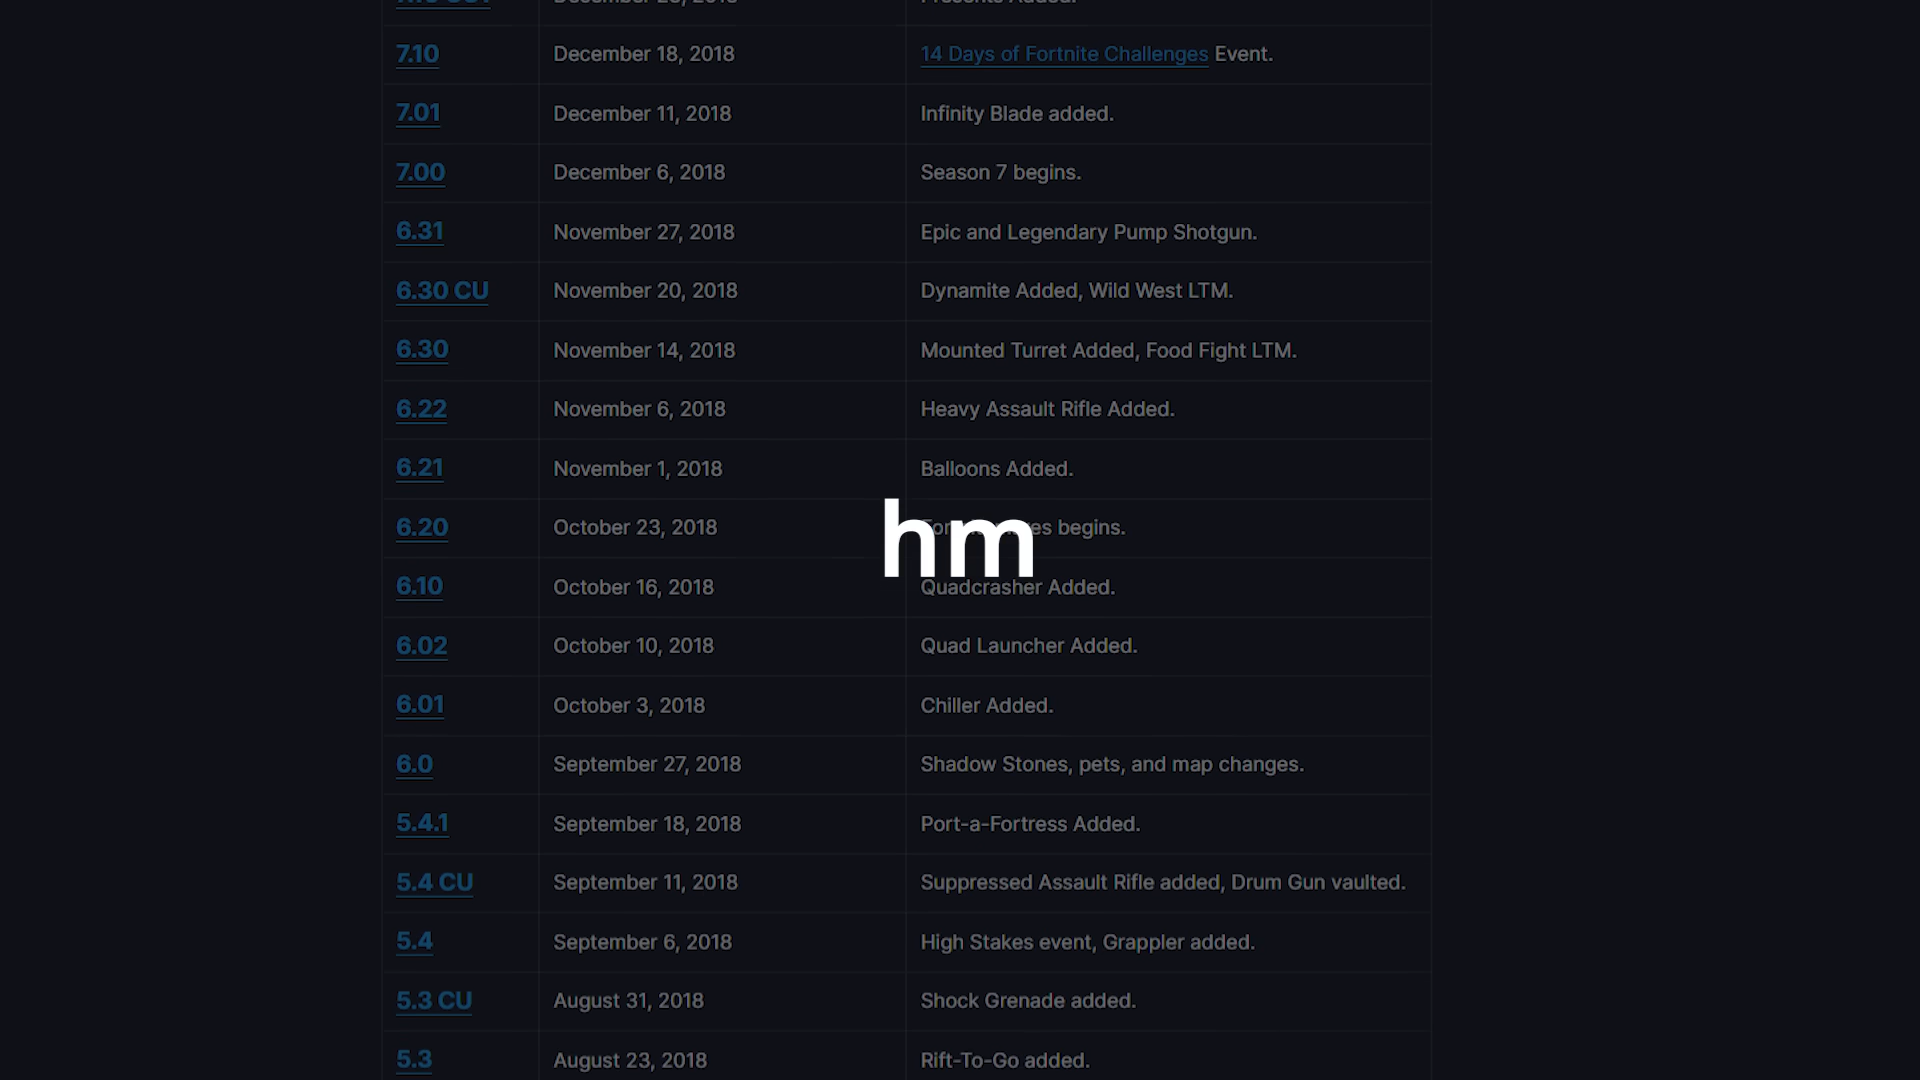 7.10 December 18, 2018 14 Days of Fortnite Challenges Event.
7.01 December 11, 2018 Infinity Blade added.
7.00 December 6, 2018 Season 7 begins.
6.31 November 27, 2018 Epic and Legendary Pump Shotgun.
6.30 CU November 20, 2018 Dynamite Added, Wild West LTM.
6.30 November 14, 2018 Mounted Turret Added, Food Fight LTM.
6.22 November 6, 2018 Heavy Assault Rifle Added.
6.21 November 1, 2018 Balloons Added.
6.20 October 23, 2018 begins.
hm
6.10 October 16, 2018 Quadcrasher Added.
6.02 October 10, 2018 Quad Launcher Added.
6.01 October 3, 2018 Chiller Added.
6.0 September 27, 2018 Shadow Stones, pets, and map changes.
5.4.1 September 18, 2018 Port-a-Fortress Added.
5.4 CU September 11, 2018 Suppressed Assault Rifle added, Drum Gun vaulted.
5.4 September 6, 2018 High Stakes event, Grappler added.
5.3 CU August 31, 2018 Shock Grenade added.
5.3 August 23, 2018 Rift-To-Go added.